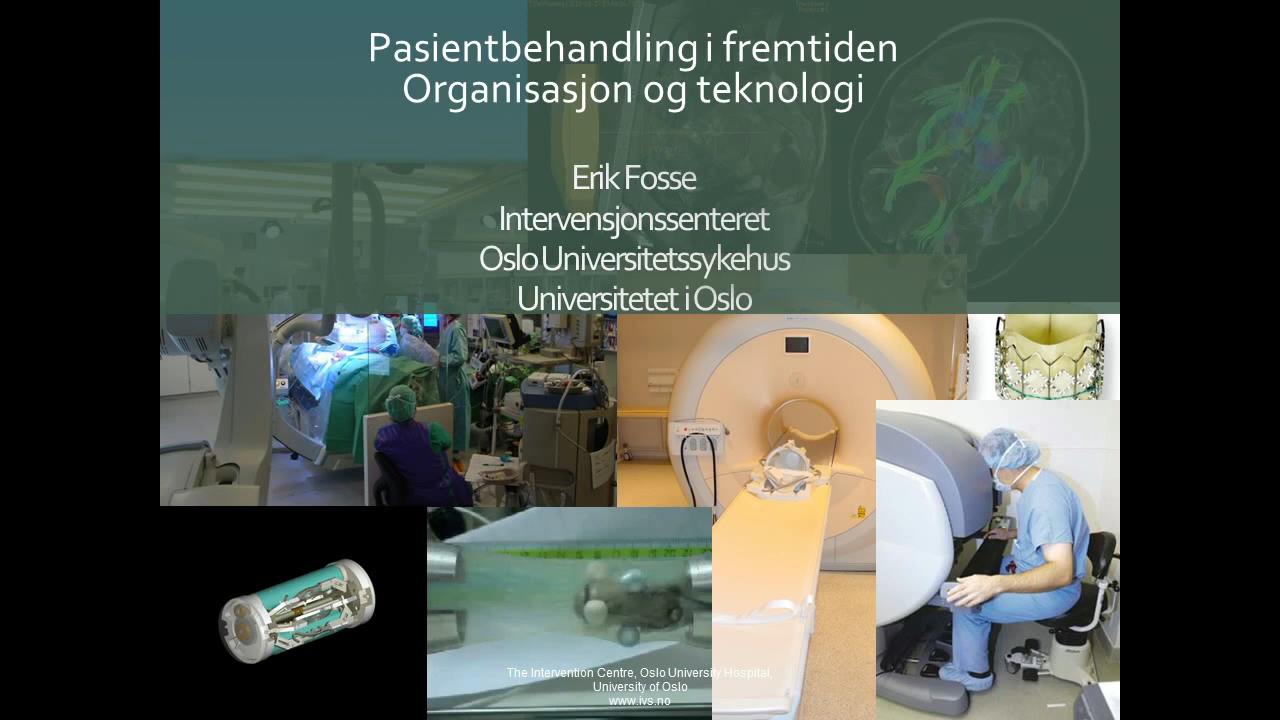 Pasientbehandling i fremtiden
Organisasjon og teknologi
Erik Fosse
Intervensjonssenteret
Oslo Universitetssykehus
Universitetet i Oslo
The Intervention Centre, Oslo University Hospital,
University of Oslo
www.ivs.no